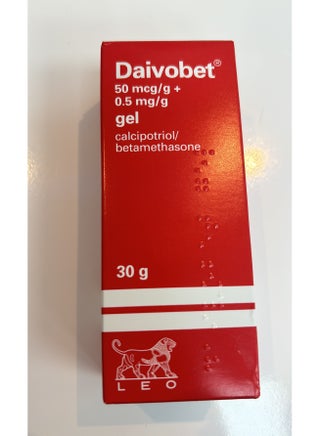 Daivobet®
50 mcg/g +
0.5 mg/g
gel
calcipotriol/
betamethasone
30 g
LEO